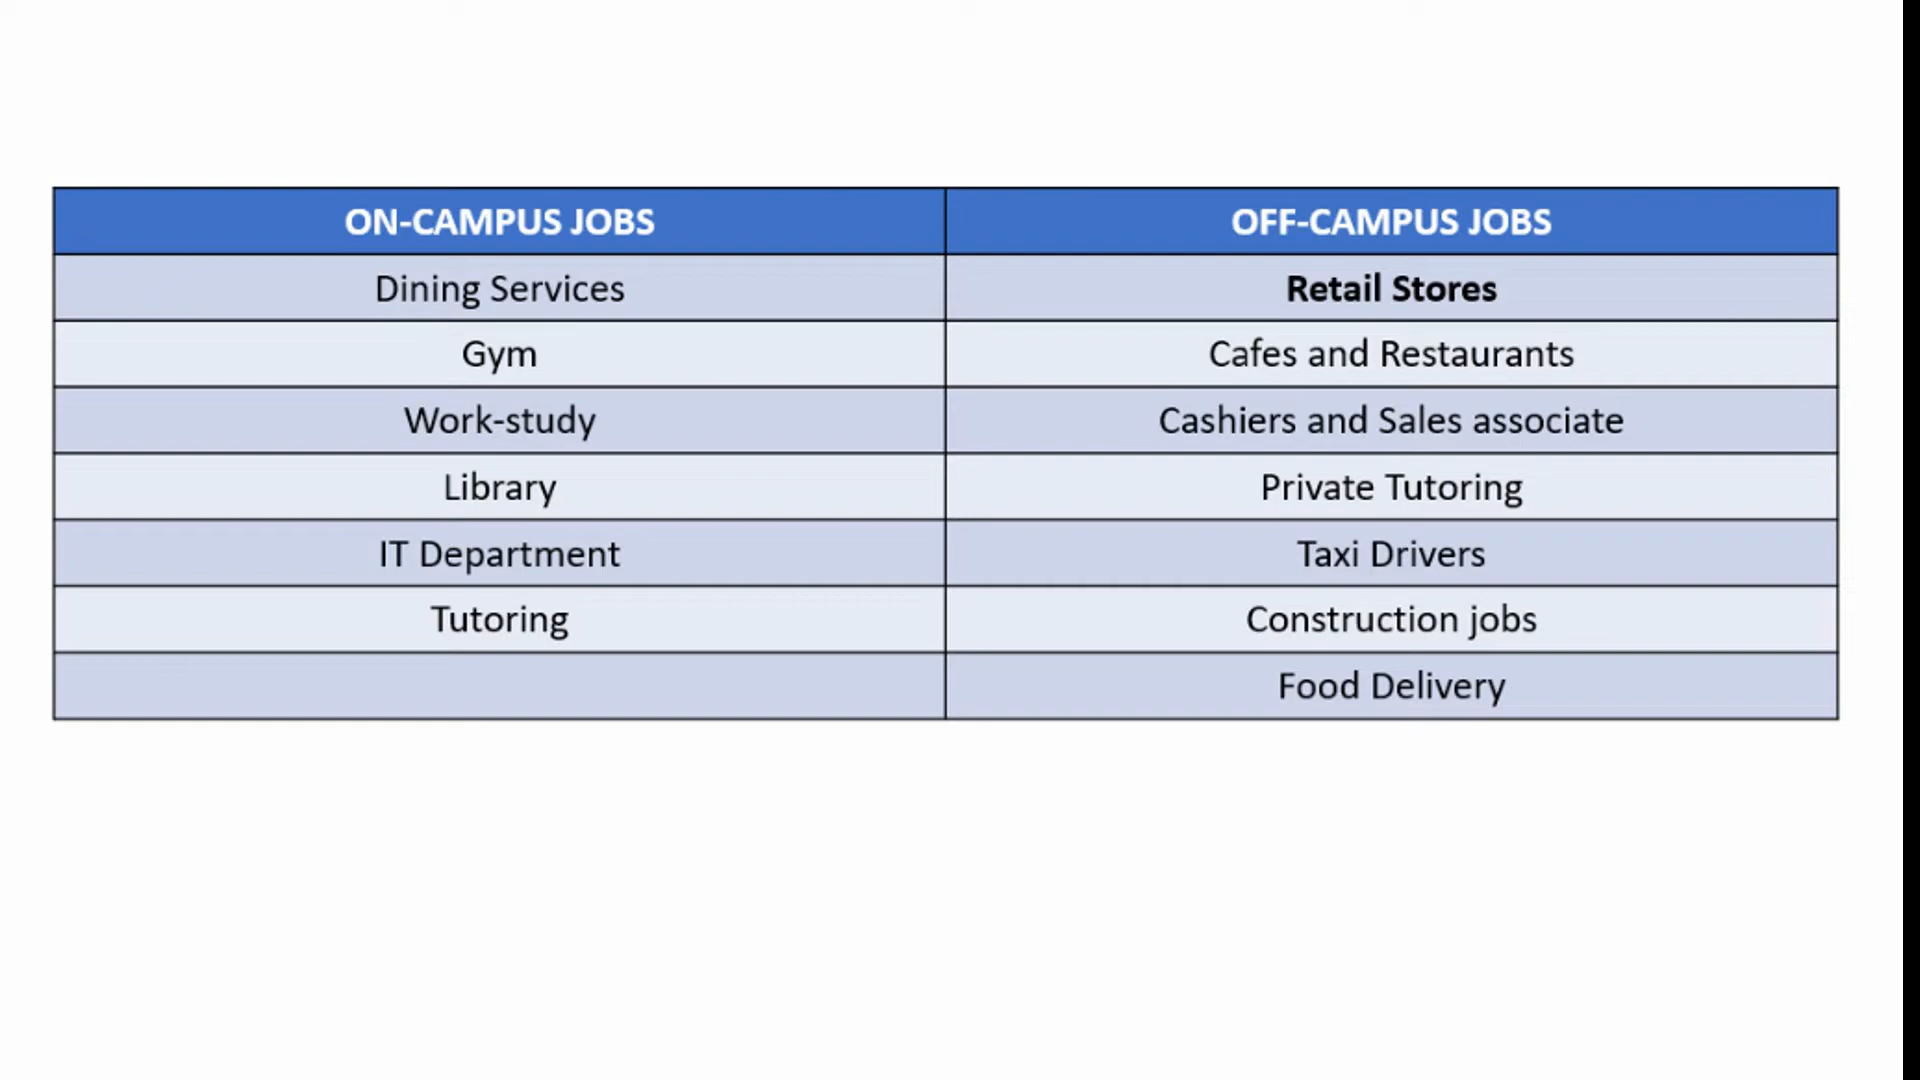 ON-CAMPUS JOBS OFF-CAMPUS JOBS
Dining Services Retail Stores
Gym Cafes and Restaurants
Work-study Cashiers and Sales associate
Library Private Tutoring
IT Department Taxi Drivers
Tutoring Construction jobs
Food Delivery